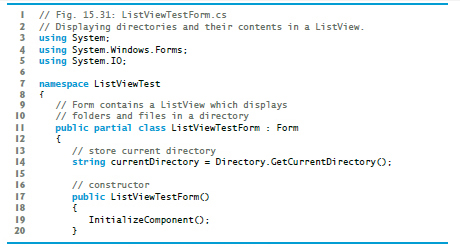 1 // Fig. 15.31: ListViewTestForm.cs
2 // Displaying directories and their contents in a ListView.
3 using System;
4 using System.Windows.Forms;
5 using System.IO;
6
7 namespace ListViewTest
8 {
9 // Form contains a ListView which displays
10 // folders and files in a directory
11 public partial class ListViewTestForm : Form
12 {
13 // store current directory
14 string currentDirectory = Directory.GetCurrentDirectory();
15
16 // constructor
17 public ListViewTestForm()
18 {
19 InitializeComponent();
20 }